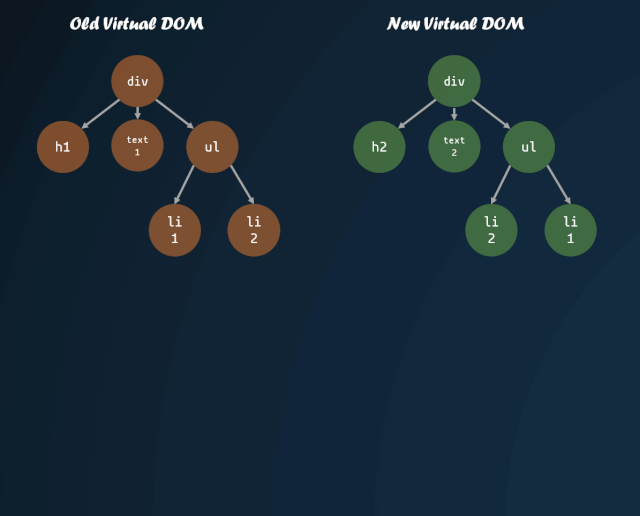 Old Virtual DOM
div
h1
text
1
ul
li
1
li
2
New Virtual DOM
div
h2
text
2
ul
li
2
li
1